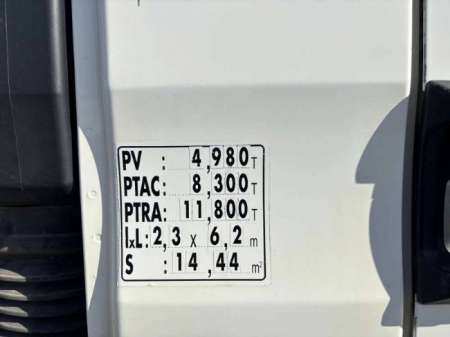 PV : 4,980 T
PTAC: 8,300 T
PTRA: 11,800 T
lxL: 2,3 x 6,2 m
S : 14,44 m²